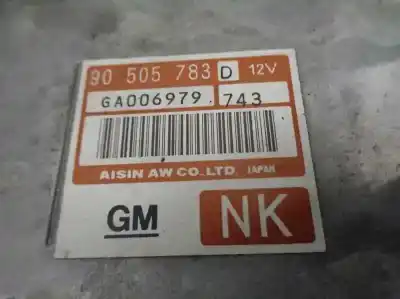 90 505 783 D 12V
GA006979. 743
AISIN AW CO.,LTD. JAPAN
GM NK